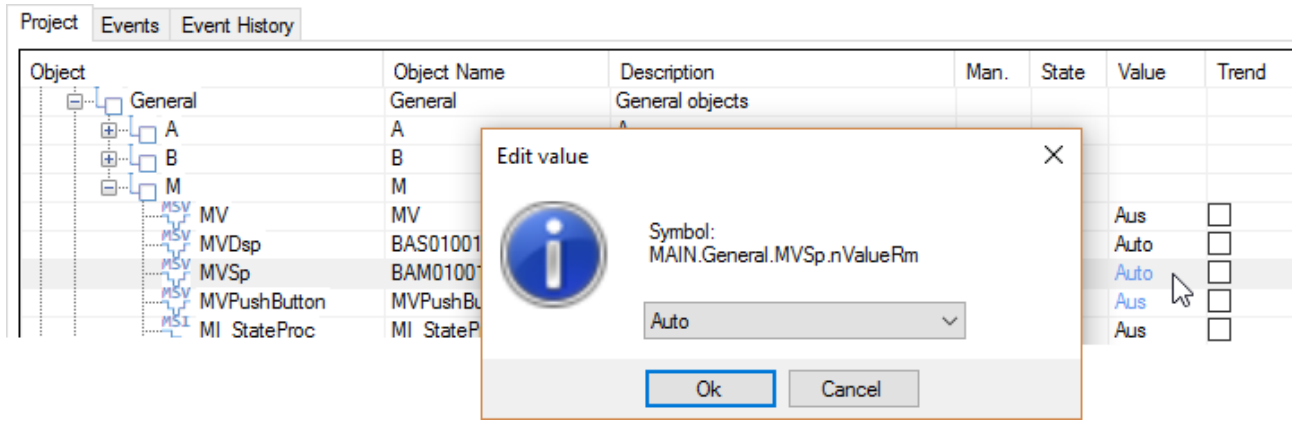 Project Events Event History
Object Object Name Description Man. State Value Trend
General General General objects
A A
B B
M M
MSV MV MV Aus
MSV MVDsp BAS01001 Auto
MSV MVSp BAM01001 Auto
MSV MVPushButton MVPushBu Aus
MSI MI_StateProc MI_StateP Aus
Edit value
Symbol:
MAIN.General.MVSp.nValueRm
Auto
Ok Cancel